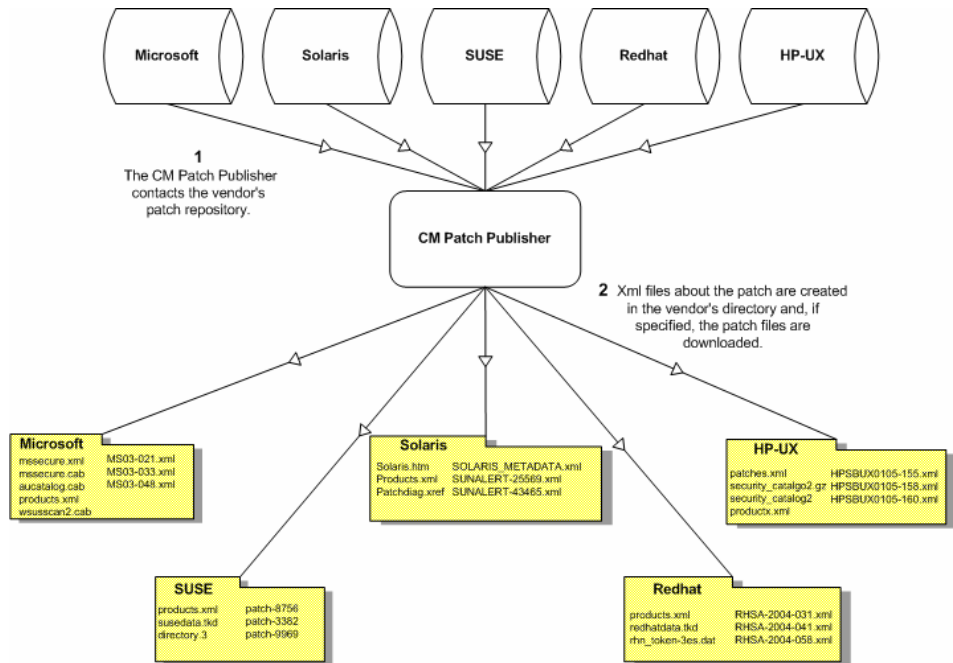 Microsoft
Solaris
SUSE
Redhat
HP-UX
1
The CM Patch Publisher
contacts the vendor's
patch repository.
CM Patch Publisher
2 Xml files about the patch are created
in the vendor's directory and, if
specified, the patch files are
downloaded.
Microsoft
mssecure.xml MS03-021.xml
mssecure.cab MS03-033.xml
aucatalog.cab MS03-048.xml
products.xml
wsusscan2.cab
Solaris
Solaris.htm SOLARIS_METADATA.xml
Products.xml SUNALERT-25569.xml
Patchdiag.xref SUNALERT-43465.xml
HP-UX
patches.xml HPSBUX0105-155.xml
security_catalgo2.gz HPSBUX0105-158.xml
security_catalog2 HPSBUX0105-160.xml
productx.xml
SUSE
products.xml patch-8756
susedata.tkd patch-3382
directory.3 patch-9969
Redhat
products.xml RHSA-2004-031.xml
redhatdata.tkd RHSA-2004-041.xml
rhn_token-3es.dat RHSA-2004-058.xml